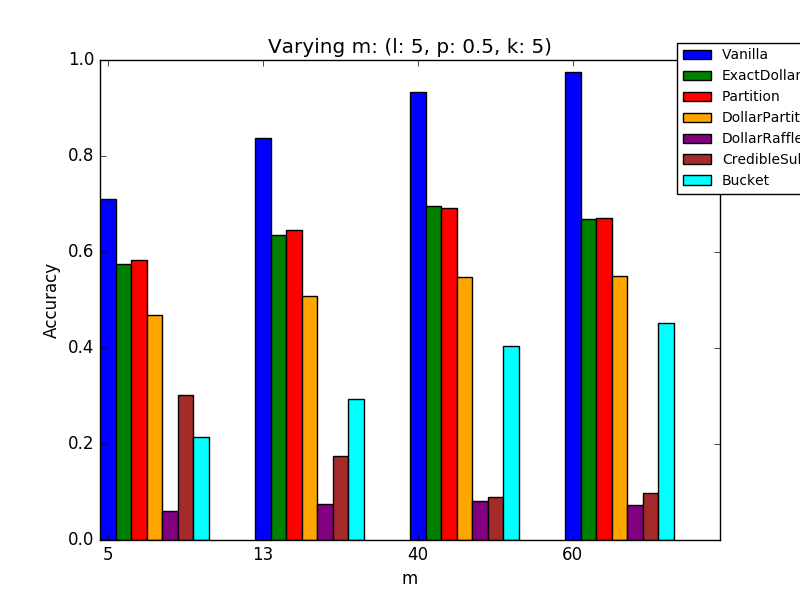 Varying m: (l: 5, p: 0.5, k: 5)
1.0
0.8
0.6
0.4
0.2
0.0
Accuracy
5 13 40 60
m
Vanilla
ExactDollar
Partition
DollarPartit
DollarRaffle
CredibleSul
Bucket